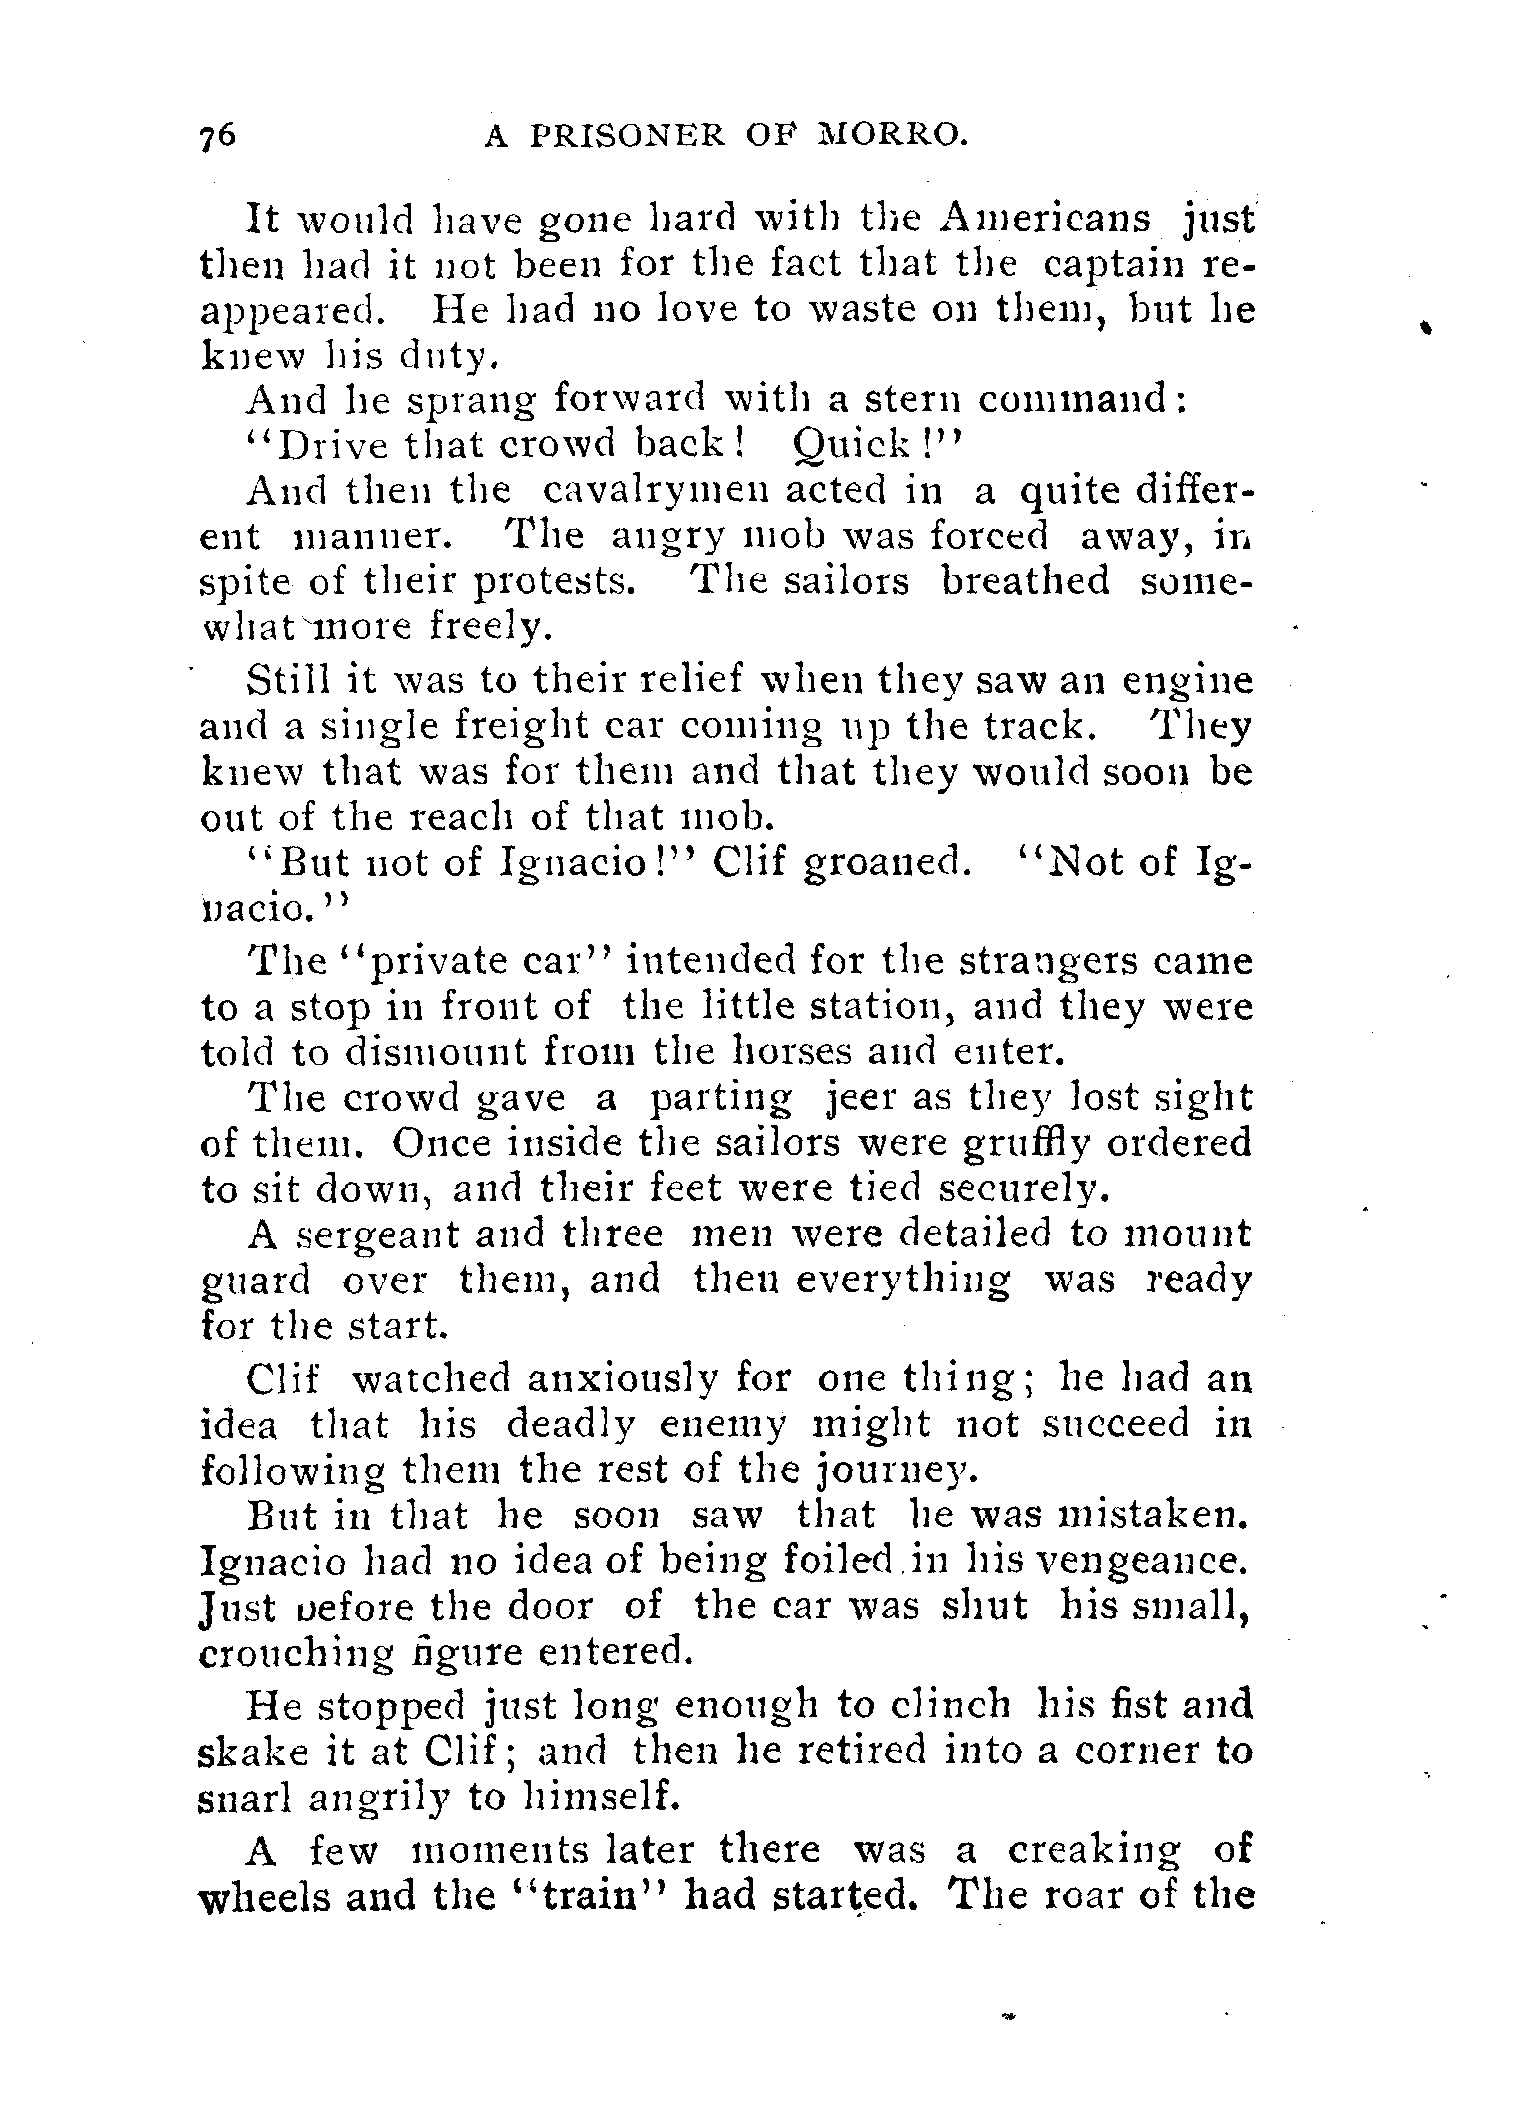 76 A PRISONER OF MORRO.
It would have gone hard with the Americans just
then had it not been for the fact that the captain re-
appeared. He had no love to waste on them, but he
knew his duty.
And he sprang forward with a stern command:
"Drive that crowd back! Quick!"
And then the cavalrymen acted in a quite differ-
ent manner. The angry mob was forced away, in
spite of their protests. The sailors breathed some-
what more freely.
Still it was to their relief when they saw an engine
and a single freight car coming up the track. They
knew that was for them and that they would soon be
out of the reach of that mob.
"But not of Ignacio!" Clif groaned. "Not of Ig-
nacio."
The "private car" intended for the strangers came
to a stop in front of the little station, and they were
told to dismount from the horses and enter.
The crowd gave a parting jeer as they lost sight
of them. Once inside the sailors were gruffly ordered
to sit down, and their feet were tied securely.
A sergeant and three men were detailed to mount
guard over them, and then everything was ready
for the start.
Clif watched anxiously for one thing; he had an
idea that his deadly enemy might not succeed in
following them the rest of the journey.
But in that he soon saw that he was mistaken.
Ignacio had no idea of being foiled in his vengeance.
Just before the door of the car was shut his small,
crouching figure entered.
He stopped just long enough to clinch his fist and
skake it at Clif; and then he retired into a corner to
snarl angrily to himself.
A few moments later there was a creaking of
wheels and the "train" had started. The roar of the